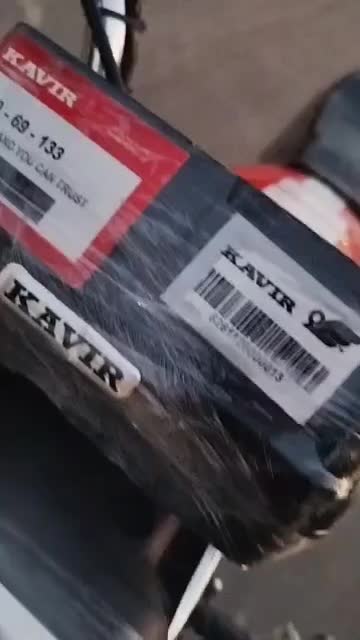 KAVIR
- 69 - 133
AND YOU CAN TRUST
KAVIR
KAVIR